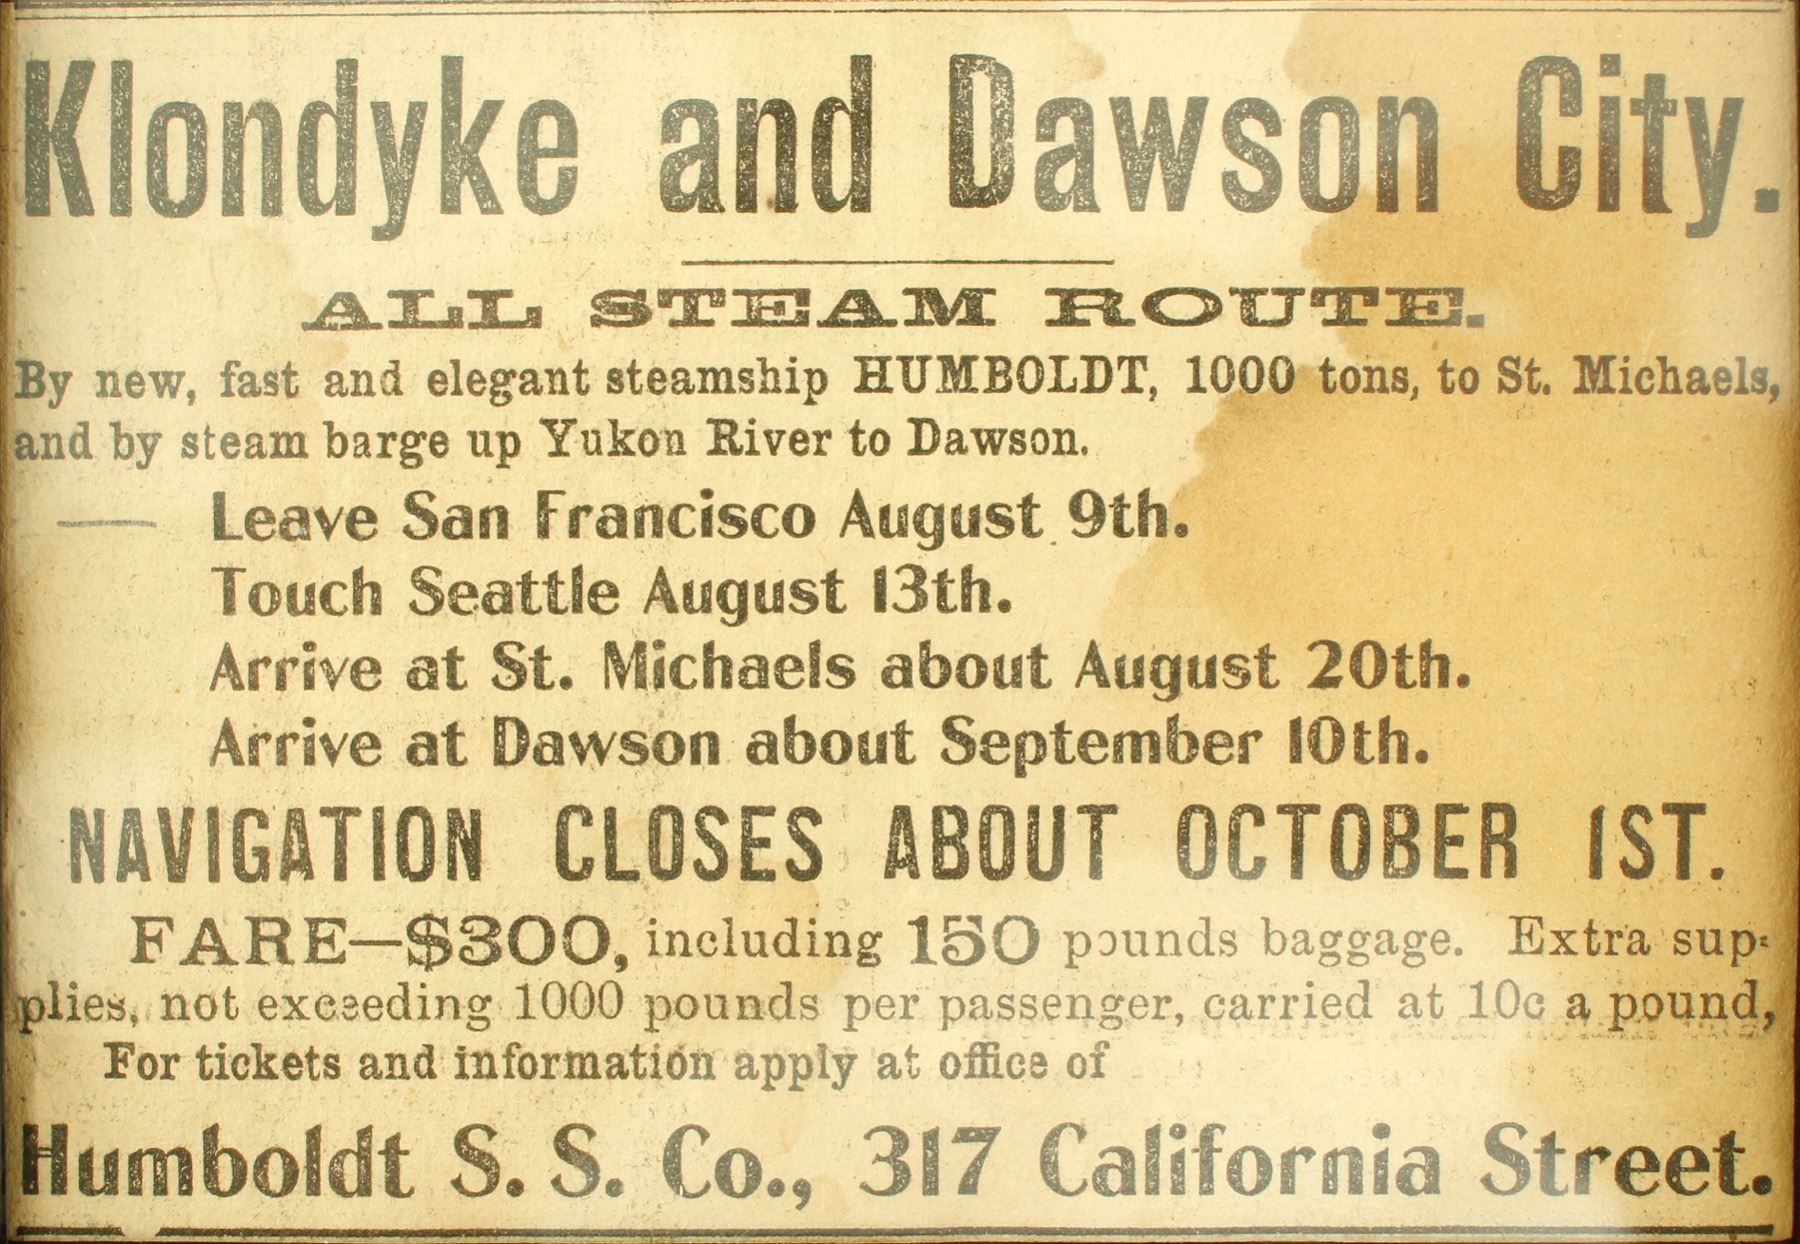 Klondyke and Dawson City.
ALL STEAM ROUTE.
By new, fast and elegant steamship HUMBOLDT, 1000 tons, to St. Michaels,
and by steam barge up Yukon River to Dawson.
Leave San Francisco August 9th.
Touch Seattle August 13th.
Arrive at St. Michaels about August 20th.
Arrive at Dawson about September 10th.
NAVIGATION CLOSES ABOUT OCTOBER 1ST.
FARE—$300, including 150 pounds baggage. Extra sup-
plies, not exceeding 1000 pounds per passenger, carried at 10c a pound,
For tickets and information apply at office of
Humboldt S. S. Co., 317 California Street.